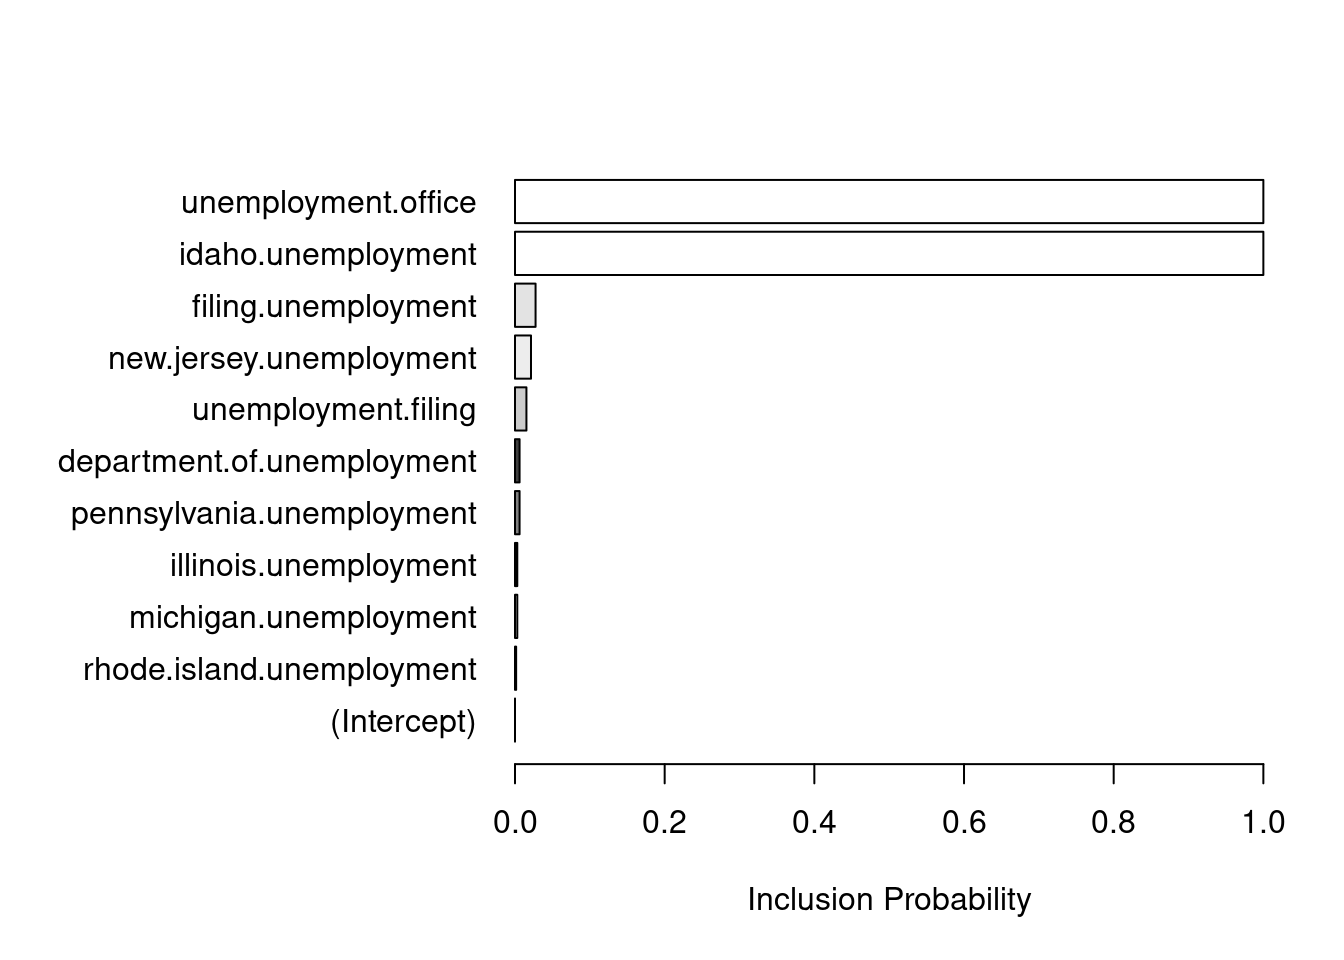 unemployment.office
idaho.unemployment
filing.unemployment
new.jersey.unemployment
unemployment.filing
department.of.unemployment
pennsylvania.unemployment
illinois.unemployment
michigan.unemployment
rhode.island.unemployment
(Intercept)
0.0 0.2 0.4 0.6 0.8 1.0
Inclusion Probability